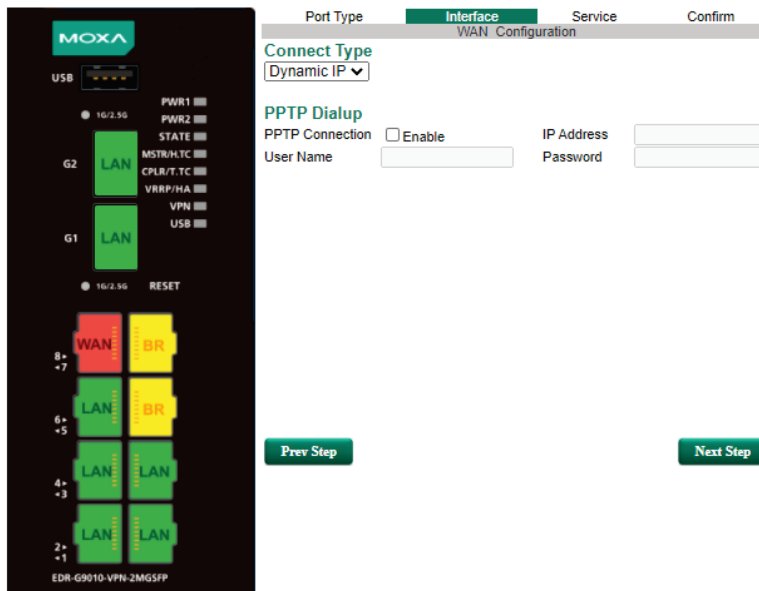 MOXA
USB
1G/2.5G
PWR1
PWR2
STATE
MSTR/H.TC
CPLR/T.TC
VRRP/HA
VPN
USB
G2
LAN
G1
LAN
1G/2.5G
RESET
WAN BR
8▸
◂7
LAN BR
6▸
◂5
LAN LAN
4▸
◂3
LAN LAN
2▸
◂1
EDR-G9010-VPN-2MGSFP
Port Type Interface Service Confirm
WAN Configuration
Connect Type
Dynamic IP
PPTP Dialup
PPTP Connection Enable IP Address
User Name Password
Prev Step Next Step